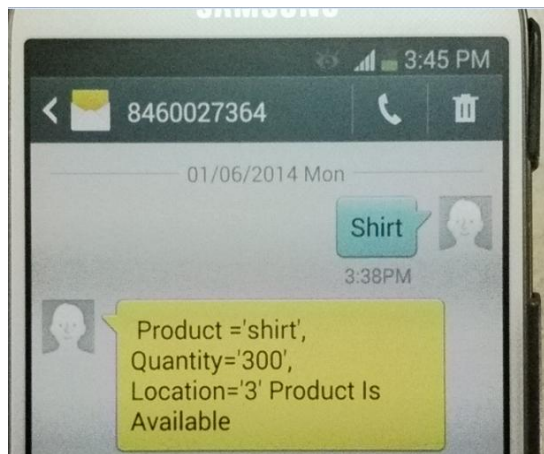 SAMSUNG
3:45 PM
8460027364
01/06/2014 Mon
Shirt
3:38PM
Product ='shirt',
Quantity='300',
Location='3' Product Is
Available